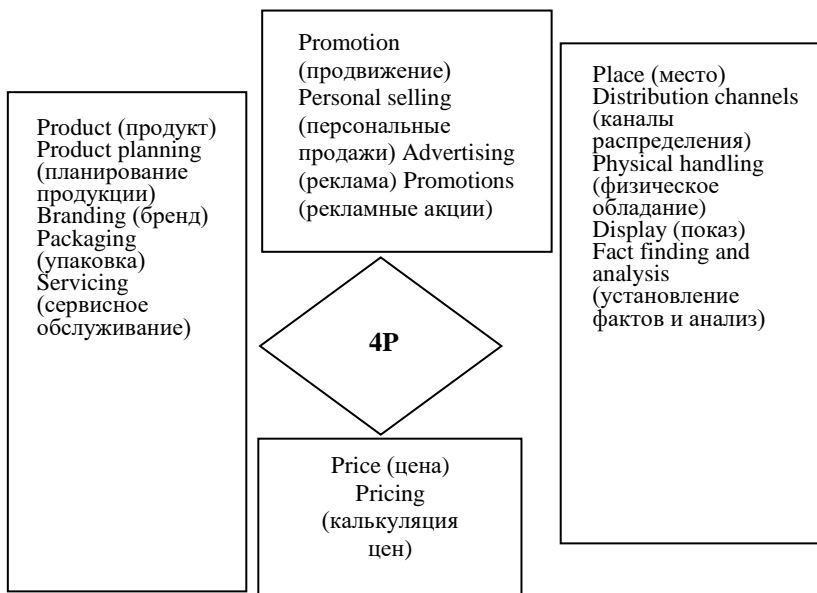 Product (продукт)
Product planning
(планирование
продукции)
Branding (бренд)
Packaging
(упаковка)
Servicing
(сервисное
обслуживание)
Promotion
(продвижение)
Personal selling
(персональные
продажи) Advertising
(реклама) Promotions
(рекламные акции)
Place (место)
Distribution channels
(каналы
распределения)
Physical handling
(физическое
обладание)
Display (показ)
Fact finding and
analysis
(установление
фактов и анализ)
4P
Price (цена)
Pricing
(калькуляция
цен)